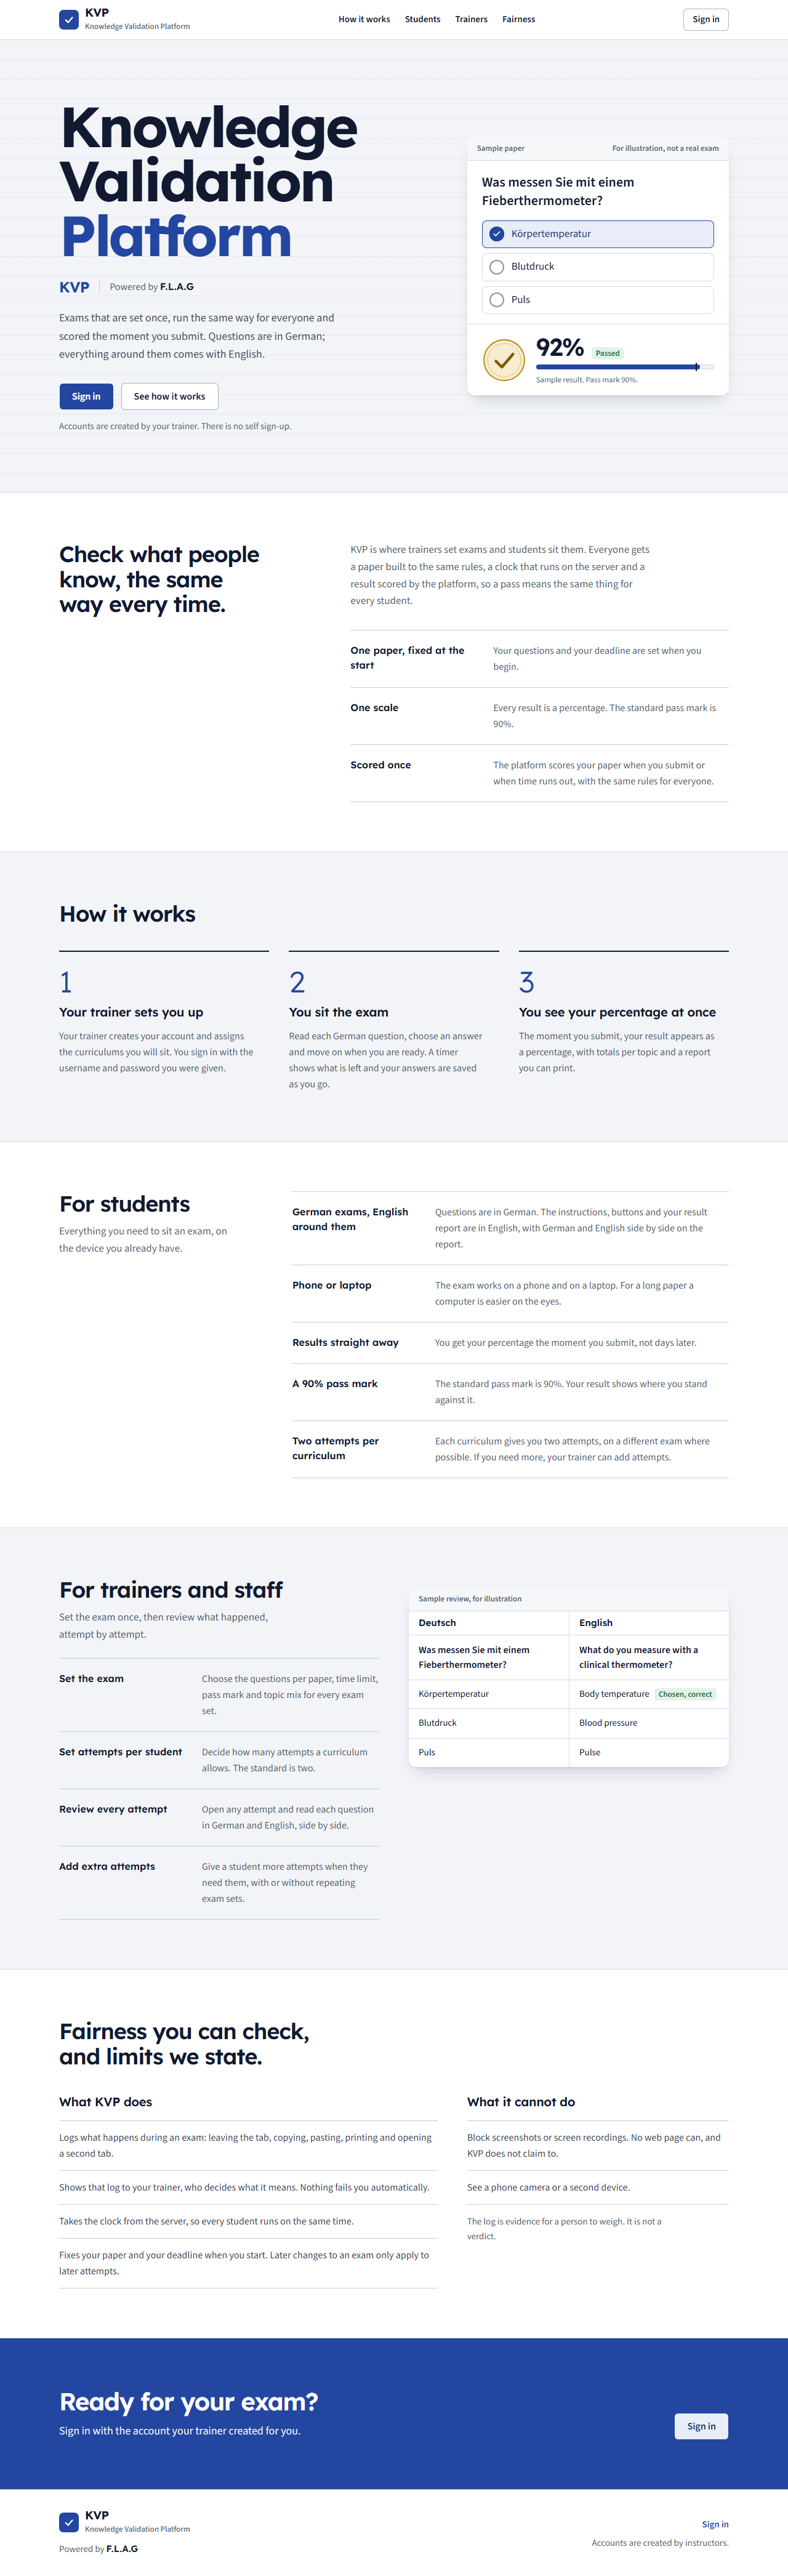 KVP
Knowledge Validation Platform
How it works
Students
Trainers
Fairness
Sign in
Knowledge
Validation
Platform
KVP
Powered by F.L.A.G
Exams that are set once, run the same way for everyone and
scored the moment you submit. Questions are in German;
everything around them comes with English.
Sign in
See how it works
Accounts are created by your trainer. There is no self sign-up.
Sample paper
For illustration, not a real exam
Was messen Sie mit einem
Fieberthermometer?
Körpertemperatur
Blutdruck
Puls
92%
Passed
Sample result. Pass mark 90%.
Check what people
know, the same
way every time.
KVP is where trainers set exams and students sit them. Everyone gets
a paper built to the same rules, a clock that runs on the server and a
result scored by the platform, so a pass means the same thing for
every student.
One paper, fixed at the
start
Your questions and your deadline are set when you
begin.
One scale
Every result is a percentage. The standard pass mark is
90%.
Scored once
The platform scores your paper when you submit or
when time runs out, with the same rules for everyone.
How it works
1
Your trainer sets you up
Your trainer creates your account and assigns
the curriculums you will sit. You sign in with the
username and password you were given.
2
You sit the exam
Read each German question, choose an answer
and move on when you are ready. A timer
shows what is left and your answers are saved
as you go.
3
You see your percentage at once
The moment you submit, your result appears as
a percentage, with totals per topic and a report
you can print.
For students
Everything you need to sit an exam, on
the device you already have.
German exams, English
around them
Questions are in German. The instructions, buttons and your result
report are in English, with German and English side by side on the
report.
Phone or laptop
The exam works on a phone and on a laptop. For a long paper a
computer is easier on the eyes.
Results straight away
You get your percentage the moment you submit, not days later.
A 90% pass mark
The standard pass mark is 90%. Your result shows where you stand
against it.
Two attempts per
curriculum
Each curriculum gives you two attempts, on a different exam where
possible. If you need more, your trainer can add attempts.
For trainers and staff
Set the exam once, then review what happened,
attempt by attempt.
Set the exam
Choose the questions per paper, time limit,
pass mark and topic mix for every exam
set.
Set attempts per student
Decide how many attempts a curriculum
allows. The standard is two.
Review every attempt
Open any attempt and read each question
in German and English, side by side.
Add extra attempts
Give a student more attempts when they
need them, with or without repeating
exam sets.
Sample review, for illustration
Deutsch
English
Was messen Sie mit einem
Fieberthermometer?
What do you measure with a
clinical thermometer?
Körpertemperatur
Body temperature
Chosen, correct
Blutdruck
Blood pressure
Puls
Pulse
Fairness you can check,
and limits we state.
What KVP does
Logs what happens during an exam: leaving the tab, copying, pasting, printing and opening
a second tab.
Shows that log to your trainer, who decides what it means. Nothing fails you automatically.
Takes the clock from the server, so every student runs on the same time.
Fixes your paper and your deadline when you start. Later changes to an exam only apply to
later attempts.
What it cannot do
Block screenshots or screen recordings. No web page can, and
KVP does not claim to.
See a phone camera or a second device.
The log is evidence for a person to weigh. It is not a
verdict.
Ready for your exam?
Sign in with the account your trainer created for you.
Sign in
KVP
Knowledge Validation Platform
Powered by F.L.A.G
Sign in
Accounts are created by instructors.